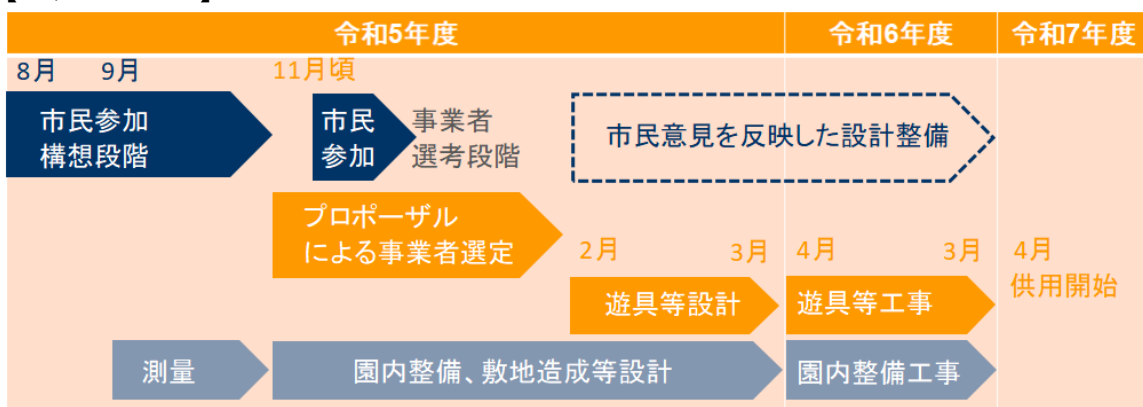 令和5年度 令和6年度 令和7年度
8月 9月 11月頃
市民参加
構想段階
市民
参加
事業者
選考段階
市民意見を反映した設計整備
プロポーザル
による事業者選定
2月 3月 4月 3月 4月
供用開始
遊具等設計 遊具等工事
測量 園内整備、敷地造成等設計 園内整備工事